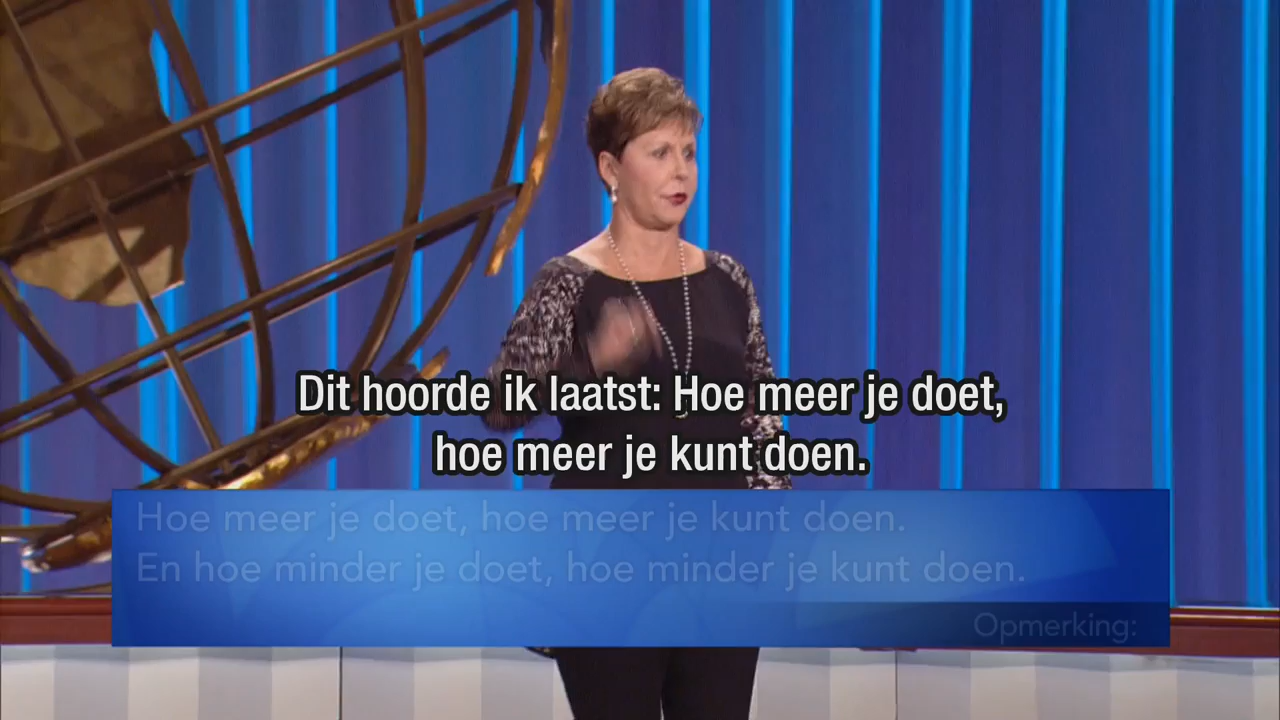 Dit hoorde ik laatst: Hoe meer je doet,
hoe meer je kunt doen.
Hoe meer je doet, hoe meer je kunt doen.
En hoe minder je doet, hoe minder je kunt doen.
Opmerking: